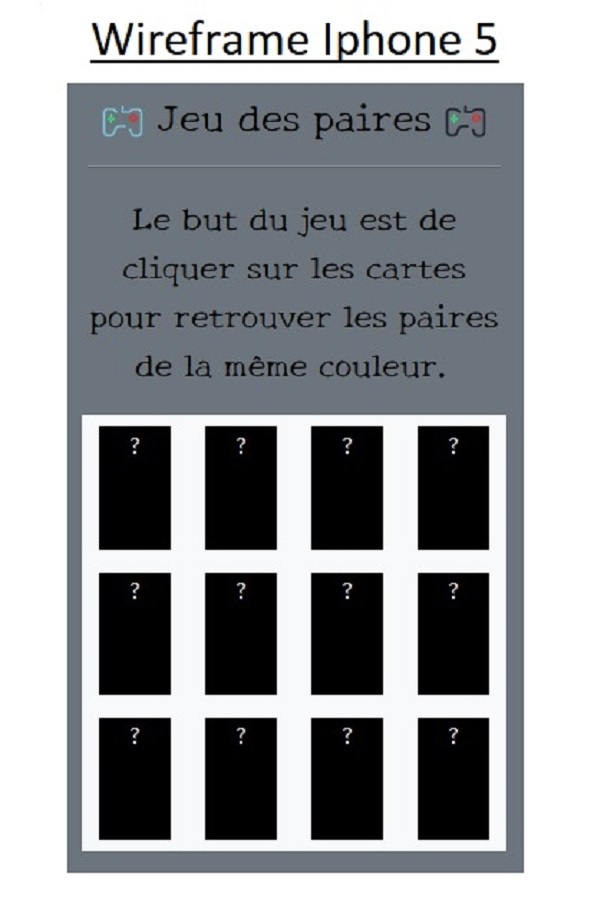 Wireframe Iphone 5
Jeu des paires
Le but du jeu est de
cliquer sur les cartes
pour retrouver les paires
de la même couleur.
? ? ? ?
? ? ? ?
? ? ? ?